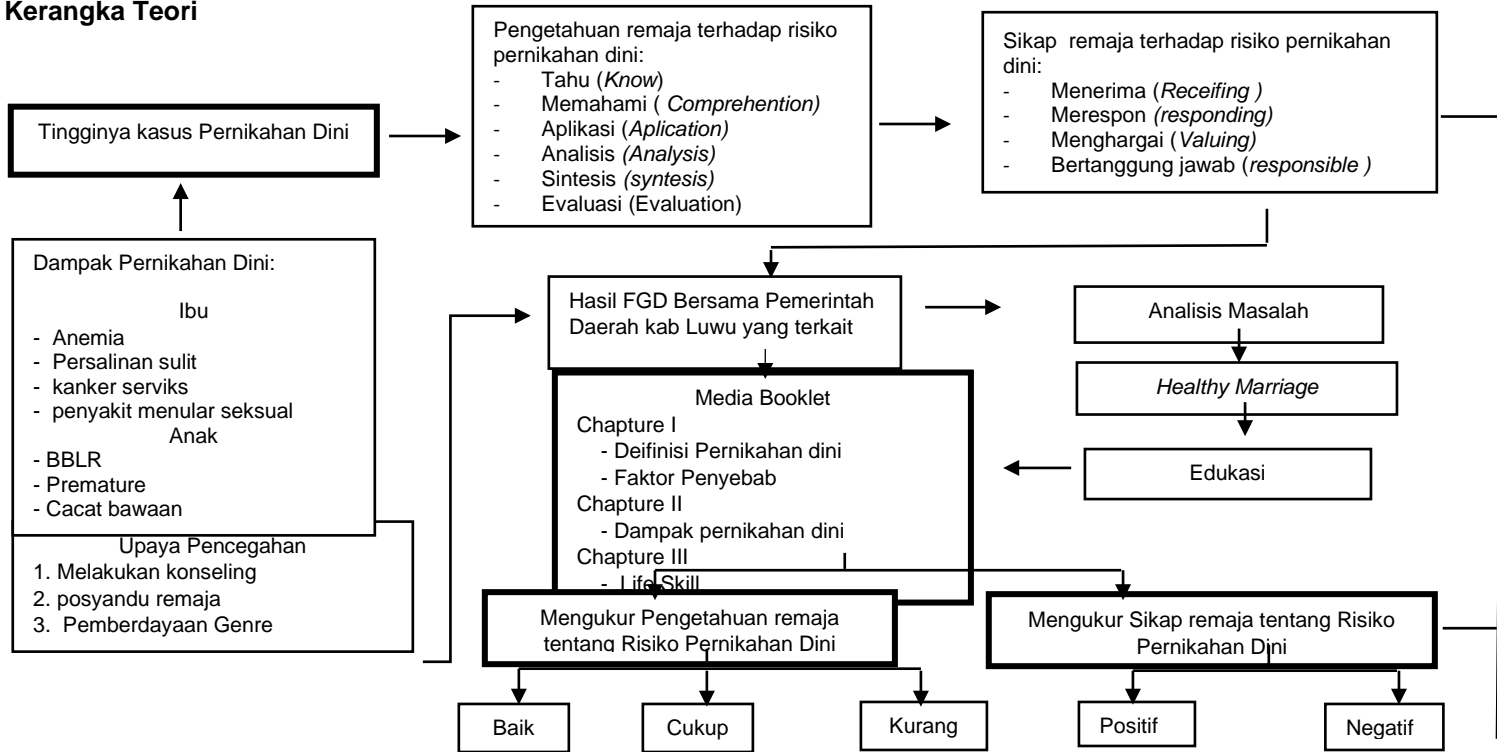 Kerangka Teori
Tingginya kasus Pernikahan Dini
Pengetahuan remaja terhadap risiko
pernikahan dini:
- Tahu (Know)
- Memahami ( Comprehention)
- Aplikasi (Aplication)
- Analisis (Analysis)
- Sintesis (syntesis)
- Evaluasi (Evaluation)
Sikap remaja terhadap risiko pernikahan
dini:
- Menerima (Receifing )
- Merespon (responding)
- Menghargai (Valuing)
- Bertanggung jawab (responsible )
Dampak Pernikahan Dini:
Ibu
- Anemia
- Persalinan sulit
- kanker serviks
- penyakit menular seksual
Anak
- BBLR
- Premature
- Cacat bawaan
Upaya Pencegahan
1. Melakukan konseling
2. posyandu remaja
3. Pemberdayaan Genre
Hasil FGD Bersama Pemerintah
Daerah kab Luwu yang terkait
Analisis Masalah
Healthy Marriage
Edukasi
Media Booklet
Chapture I
- Deifinisi Pernikahan dini
- Faktor Penyebab
Chapture II
- Dampak pernikahan dini
Chapture III
- Life Skill
Mengukur Pengetahuan remaja
tentang Risiko Pernikahan Dini
Mengukur Sikap remaja tentang Risiko
Pernikahan Dini
Baik
Cukup
Kurang
Positif
Negatif